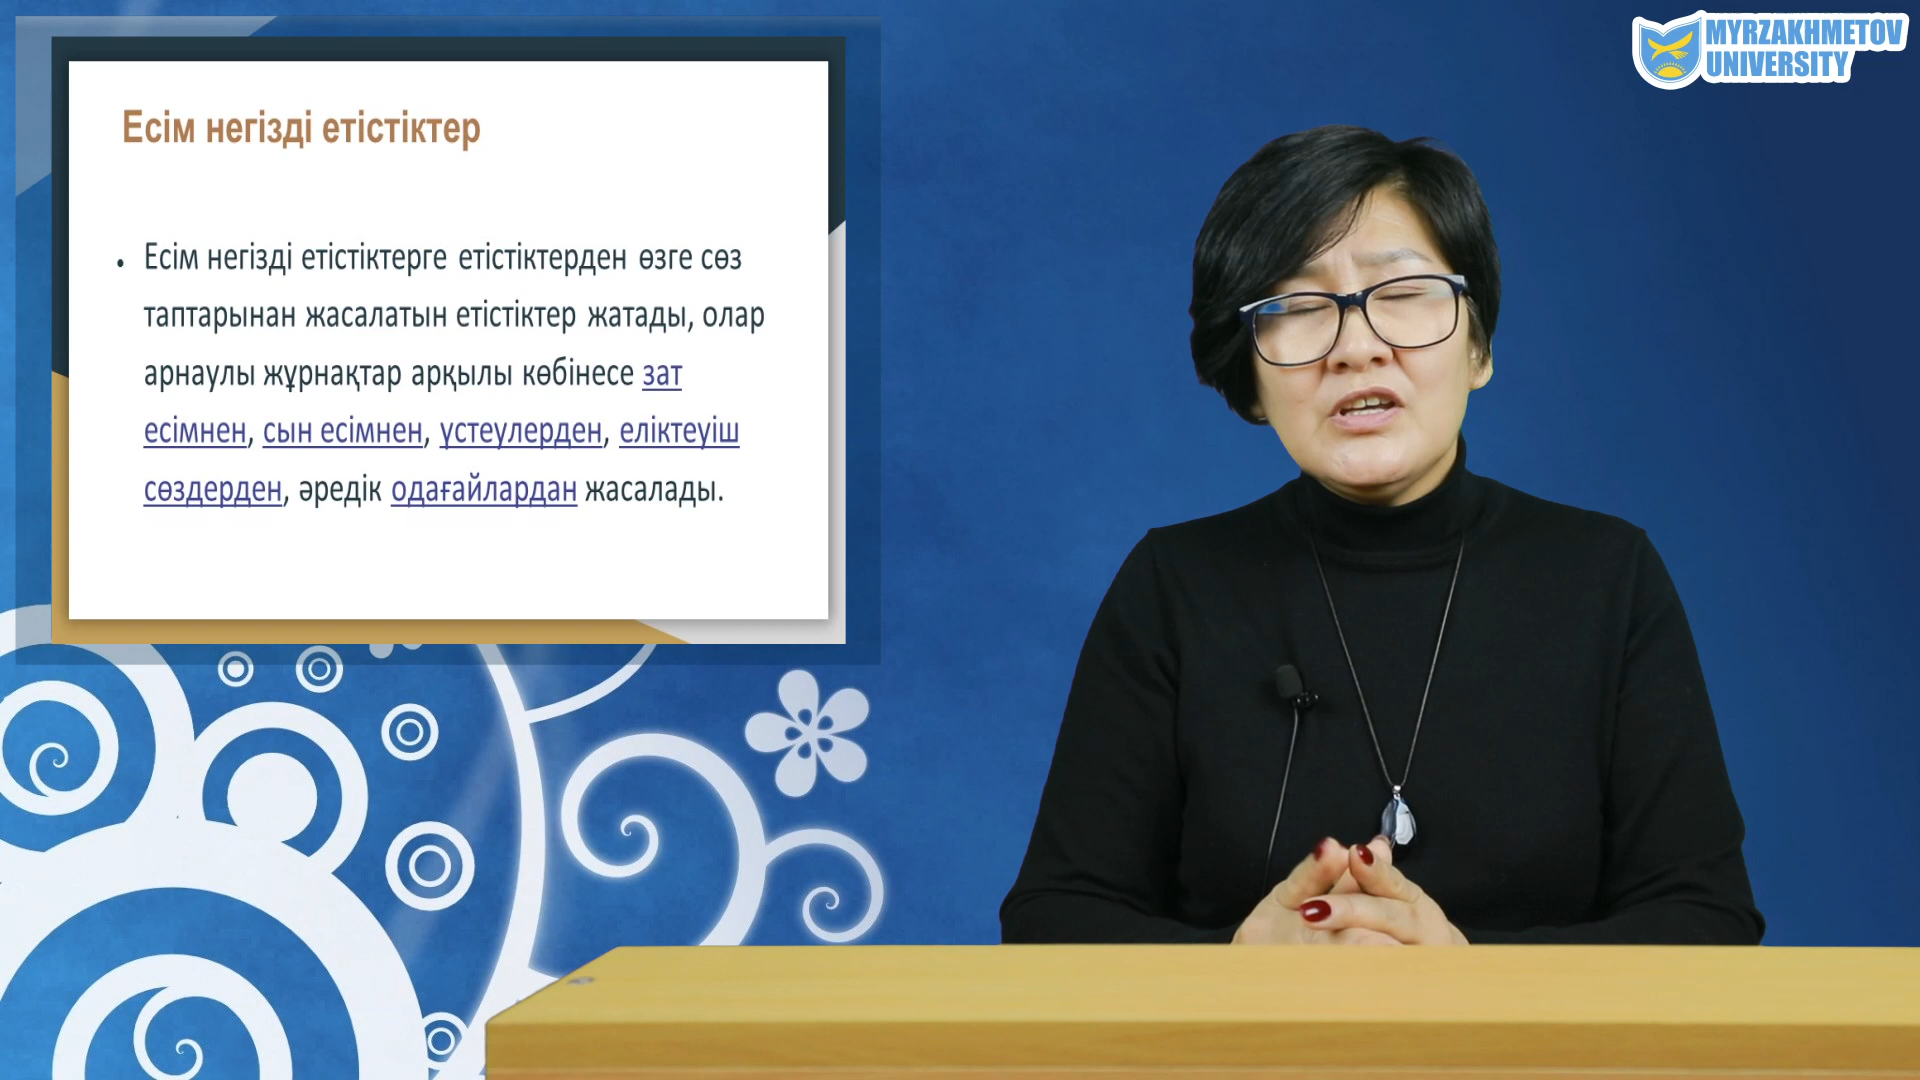 MYRZAKHMETOV
UNIVERSITY
Есім негізді етістіктер
• Есім негізді етістіктерге етістіктерден өзге сөз
таптарынан жасалатын етістіктер жатады, олар
арнаулы жұрнақтар арқылы көбінесе зат
есімнен, сын есімнен, үстеулерден, еліктеуіш
сөздерден, әредік одағайлардан жасалады.